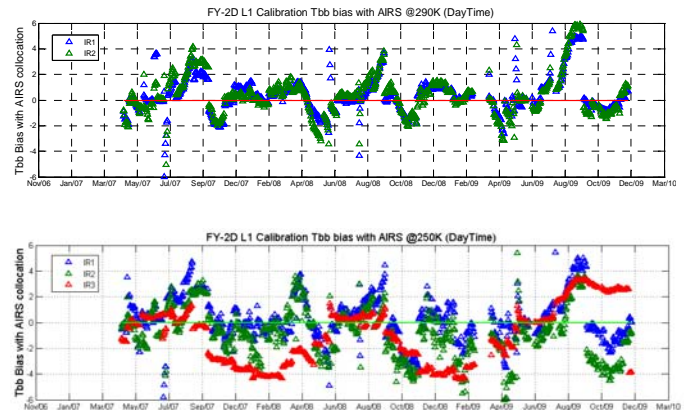 FY-2D L1 Calibration Tbb bias with AIRS @290K (DayTime)
6
4
2
0
-2
-4
-6
Tbb Bias with AIRS collocation
IR1
IR2
Nov/06 Jan/07 Mar/07 May/07 Jul/07 Sep/07 Dec/07 Feb/08 Apr/08 Jun/08 Aug/08 Oct/08 Dec/08 Feb/09 Apr/09 Jun/09 Aug/09 Oct/09 Dec/09 Mar/10
FY-2D L1 Calibration Tbb bias with AIRS @250K (DayTime)
6
4
2
0
-2
-4
-6
Tbb Bias with AIRS collocation
IR1
IR2
IR3
Nov/06 Jan/07 Mar/07 May/07 Jul/07 Sep/07 Dec/07 Feb/08 Apr/08 Jun/08 Aug/08 Oct/08 Dec/08 Feb/09 Apr/09 Jun/09 Aug/09 Oct/09 Dec/09 Mar/10